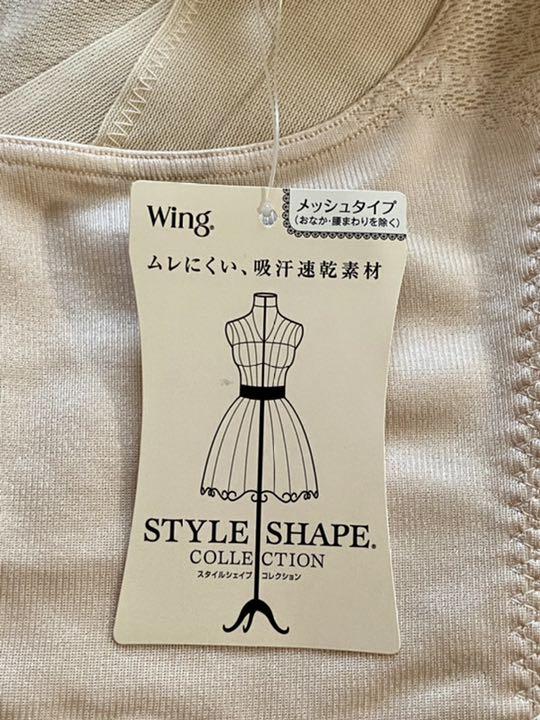 Wing®
メッシュタイプ
(おなか・腰まわりを除く)
ムレにくい、吸汗速乾素材
STYLE SHAPE®
COLLECTION
スタイルシェイプ コレクション